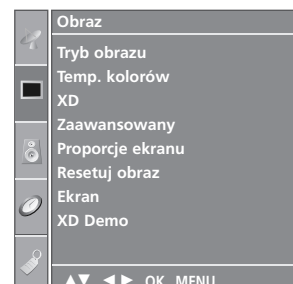 Obraz
Tryb obrazu
Temp. kolorów
XD
Zaawansowany
Proporcje ekranu
Resetuj obraz
Ekran
XD Demo
▲▼ ◄► OK MENU